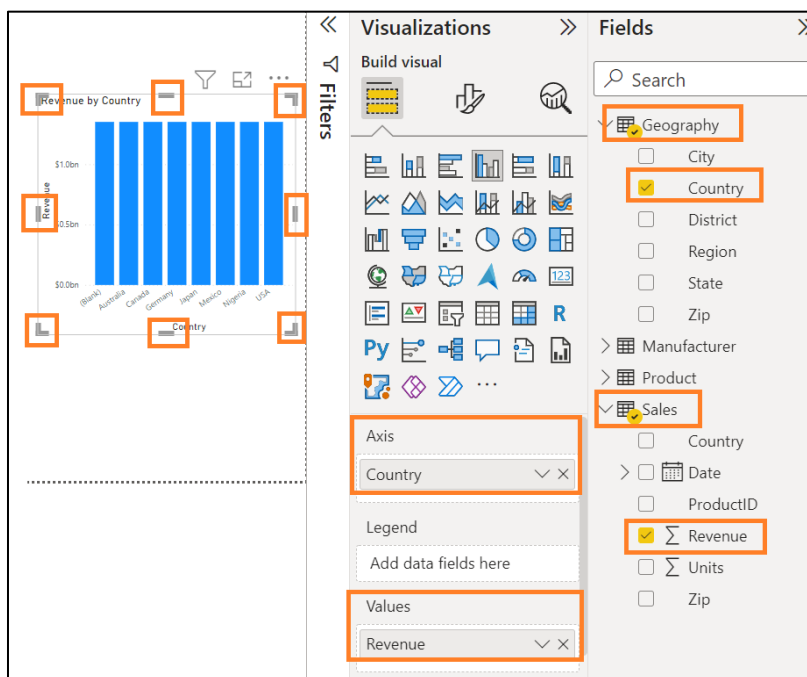 Revenue by Country
$1.0bn
$0.5bn
$0.0bn
Revenue
(Blank)
Australia
Canada
Germany
Japan
Mexico
Nigeria
USA
Country
Filters
Visualizations
Build visual
123
R
Py
Axis
Country
Legend
Add data fields here
Values
Revenue
Fields
Search
Geography
City
Country
District
Region
State
Zip
Manufacturer
Product
Sales
Country
Date
ProductID
Σ Revenue
Σ Units
Zip